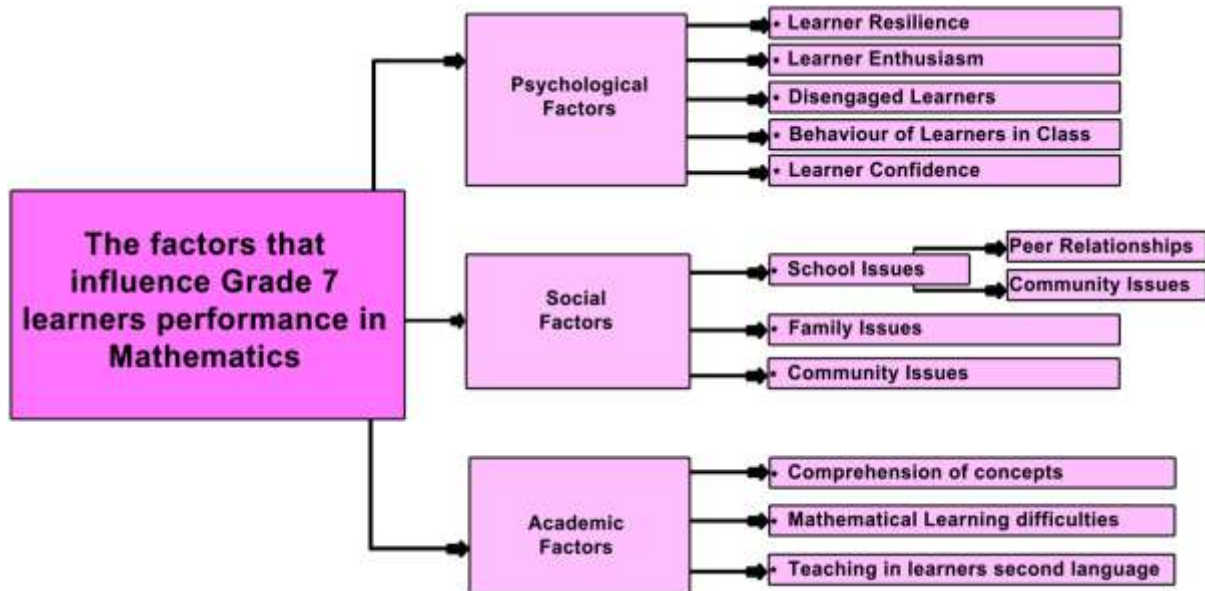 The factors that
influence Grade 7
learners performance in
Mathematics
Psychological
Factors
• Learner Resilience
• Learner Enthusiasm
• Disengaged Learners
• Behaviour of Learners in Class
• Learner Confidence
Social
Factors
• School Issues
Peer Relationships
Community Issues
• Family Issues
• Community Issues
Academic
Factors
• Comprehension of concepts
• Mathematical Learning difficulties
• Teaching in learners second language